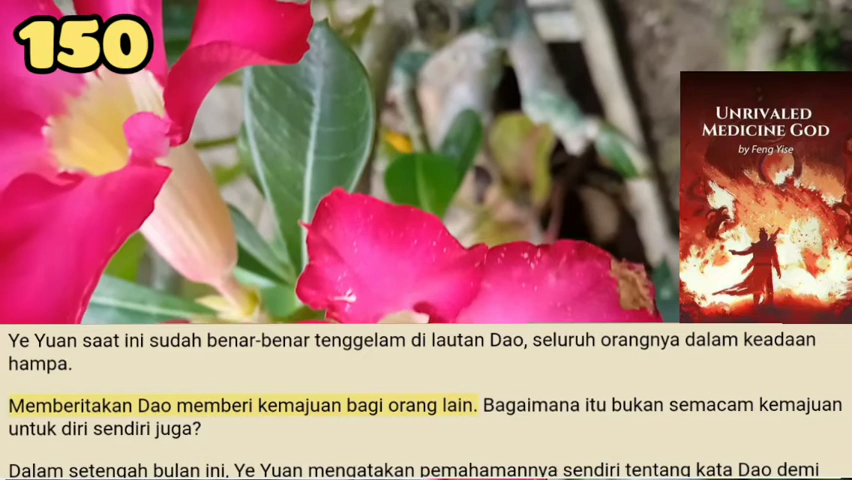 150
UNRIVALED
MEDICINE GOD
by Feng Yise
Ye Yuan saat ini sudah benar-benar tenggelam di lautan Dao, seluruh orangnya dalam keadaan
hampa.
Memberitakan Dao memberi kemajuan bagi orang lain. Bagaimana itu bukan semacam kemajuan
untuk diri sendiri juga?
Dalam setengah bulan ini, Ye Yuan mengatakan pemahamannya sendiri tentang kata Dao demi